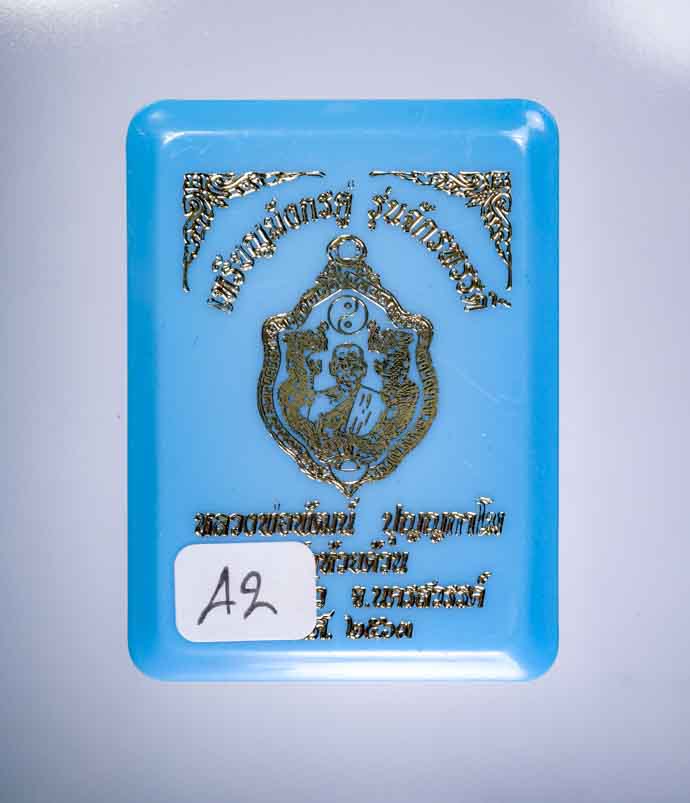 เหรียญมังกรคู่ รุ่นจักรพรรดิ์
หลวงพ่อพัฒน์ ปุญญกาโม
ห้วยด้วน
จ.นครสวรรค์
๒๕๖๓
A2